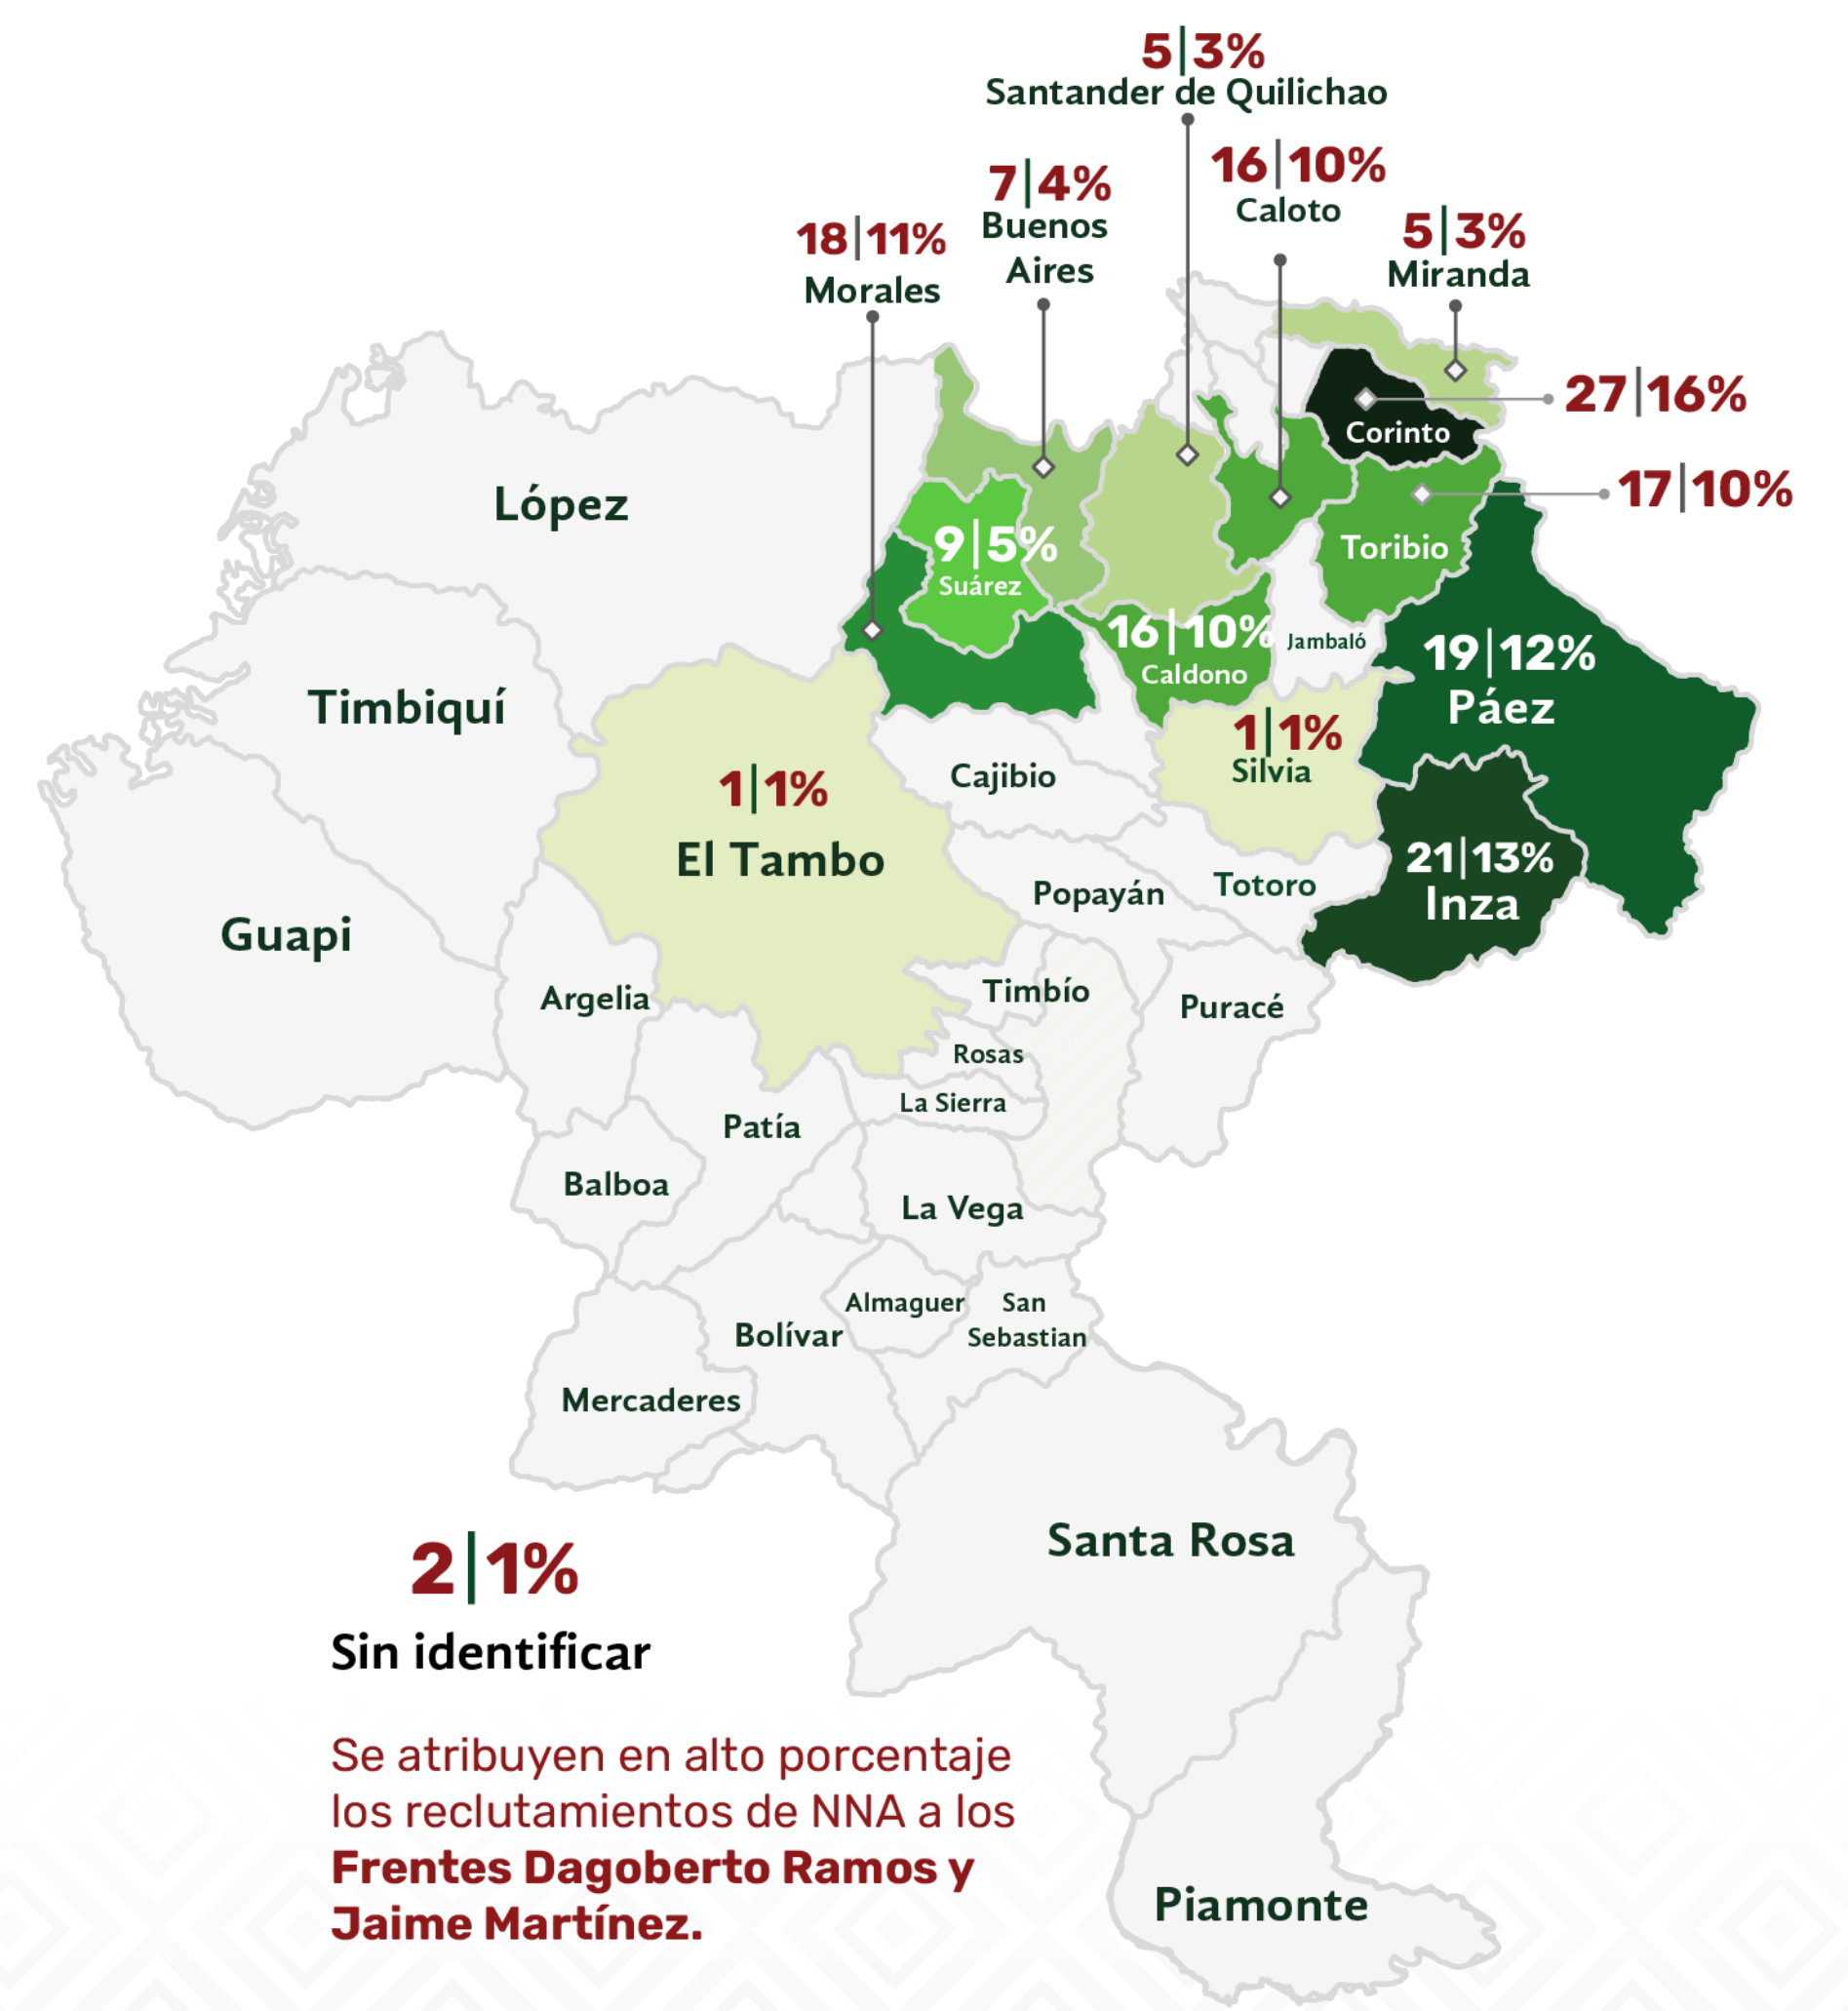 5|3%
Santander de Quilichao
16|10%
Caloto
7|4%
Buenos
Aires
5|3%
Miranda
18|11%
Morales
27|16%
Corinto
17|10%
Toribio
López
9|5%
Suárez
16|10%
Caldono
Jambaló
19|12%
Páez
Timbiquí
1|1%
Silvia
Cajibio
1|1%
El Tambo
21|13%
Inza
Popayán
Totoro
Guapi
Argelia
Timbío
Puracé
Rosas
La Sierra
Patía
Balboa
La Vega
Almaguer
San
Sebastian
Bolívar
Mercaderes
Santa Rosa
2|1%
Sin identificar
Se atribuyen en alto porcentaje
los reclutamientos de NNA a los
Frentes Dagoberto Ramos y
Jaime Martínez.
Piamonte